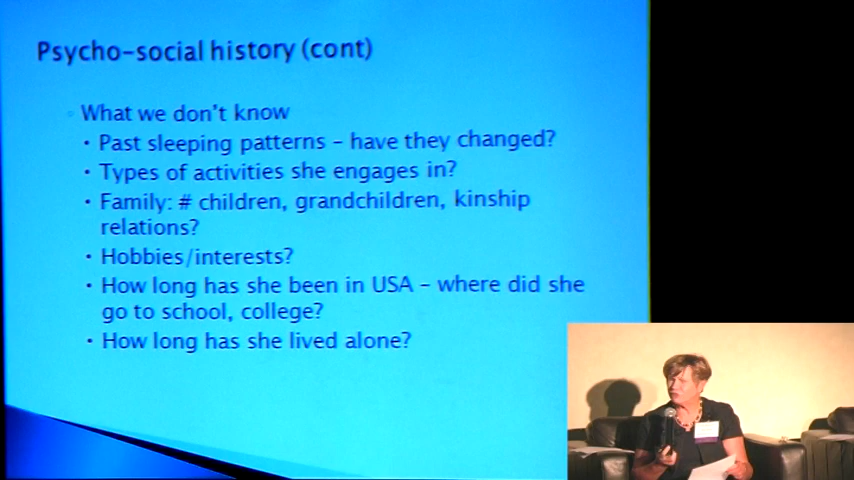 Psycho-social history (cont)
◦ What we don't know
• Past sleeping patterns – have they changed?
• Types of activities she engages in?
• Family: # children, grandchildren, kinship
relations?
• Hobbies/interests?
• How long has she been in USA – where did she
go to school, college?
• How long has she lived alone?